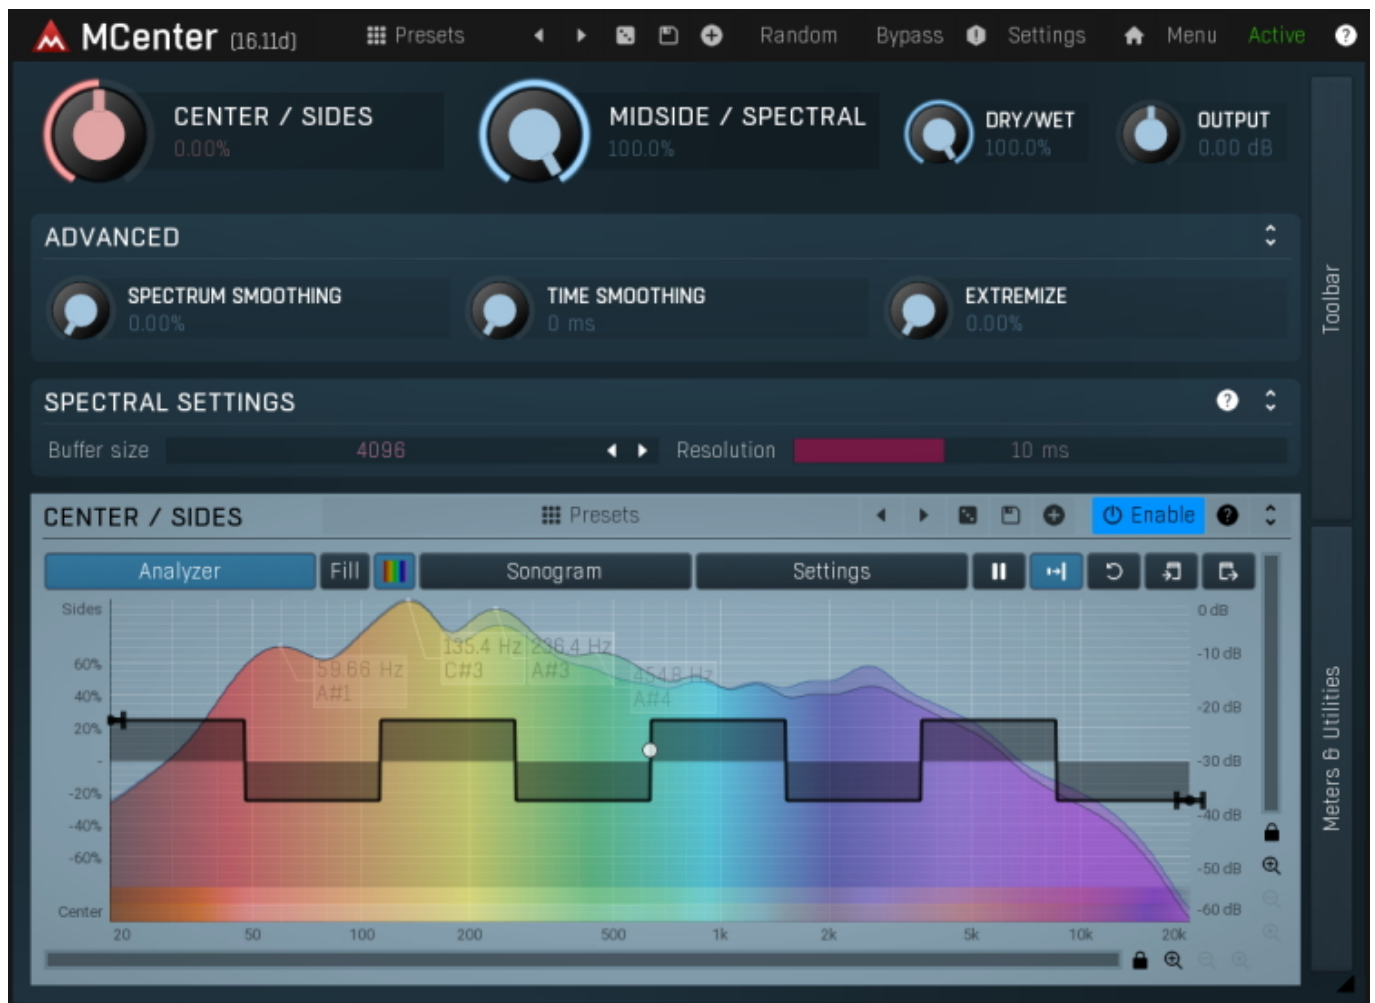 MCenter (16.11d) Presets Random Bypass Settings Menu Active ?
CENTER / SIDES
0.00%
MIDSIDE / SPECTRAL
100.0%
DRY/WET
100.0%
OUTPUT
0.00 dB
ADVANCED
SPECTRUM SMOOTHING
0.00%
TIME SMOOTHING
0 ms
EXTREMIZE
0.00%
SPECTRAL SETTINGS ?
Buffer size 4096 Resolution 10 ms
CENTER / SIDES Presets Enable ?
Analyzer Fill Sonogram Settings
Sides
60%
40%
20%
-
-20%
-40%
-60%
Center
59.66 Hz
A#1
135.4 Hz
C#3
236.4 Hz
A#3
454.8 Hz
A#4
0 dB
-10 dB
-20 dB
-30 dB
-40 dB
-50 dB
-60 dB
20 50 100 200 500 1k 2k 5k 10k 20k
Toolbar
Meters & Utilities